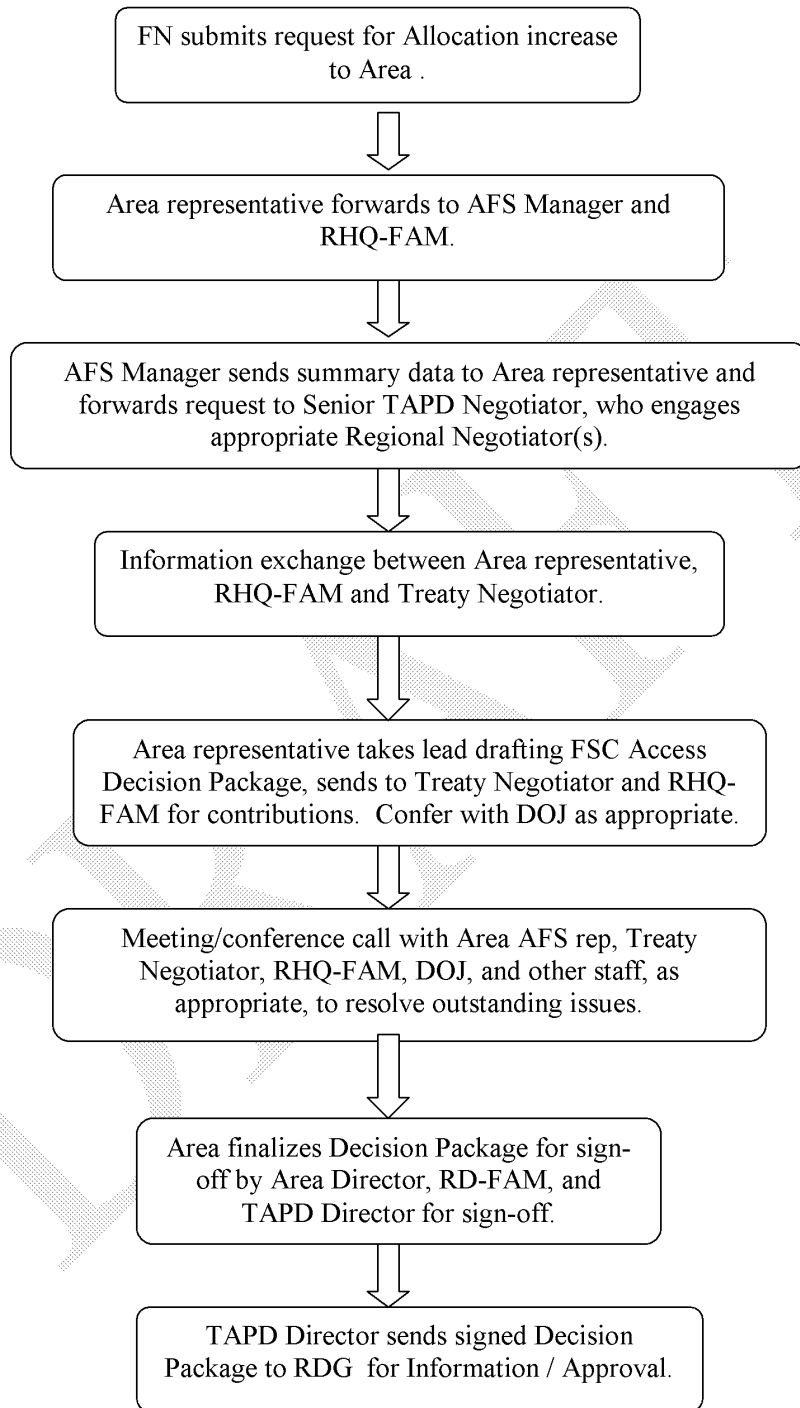 FN submits request for Allocation increase
to Area .
Area representative forwards to AFS Manager and
RHQ-FAM.
AFS Manager sends summary data to Area representative and
forwards request to Senior TAPD Negotiator, who engages
appropriate Regional Negotiator(s).
Information exchange between Area representative,
RHQ-FAM and Treaty Negotiator.
Area representative takes lead drafting FSC Access
Decision Package, sends to Treaty Negotiator and RHQ-
FAM for contributions.  Confer with DOJ as appropriate.
Meeting/conference call with Area AFS rep, Treaty
Negotiator, RHQ-FAM, DOJ, and other staff, as
appropriate, to resolve outstanding issues.
Area finalizes Decision Package for sign-
off by Area Director, RD-FAM, and
TAPD Director for sign-off.
TAPD Director sends signed Decision
Package to RDG  for Information / Approval.
DRAFT